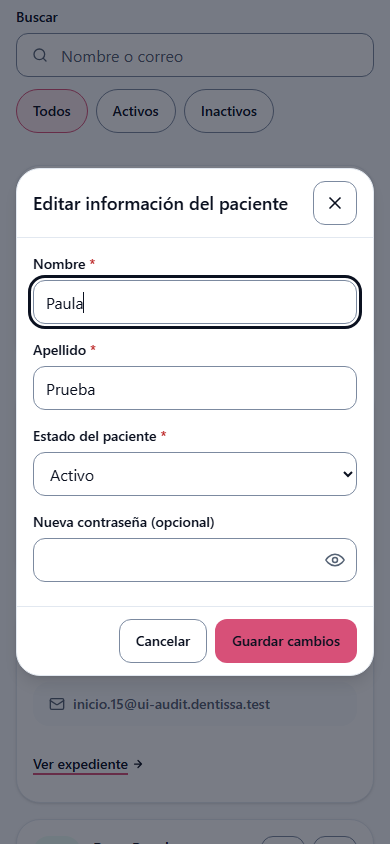 Buscar
Nombre o correo
Todos Activos Inactivos
Editar información del paciente
Nombre *
Paula
Apellido *
Prueba
Estado del paciente *
Activo
Nueva contraseña (opcional)
Cancelar Guardar cambios
inicio.15@ui-audit.dentissa.test
Ver expediente →